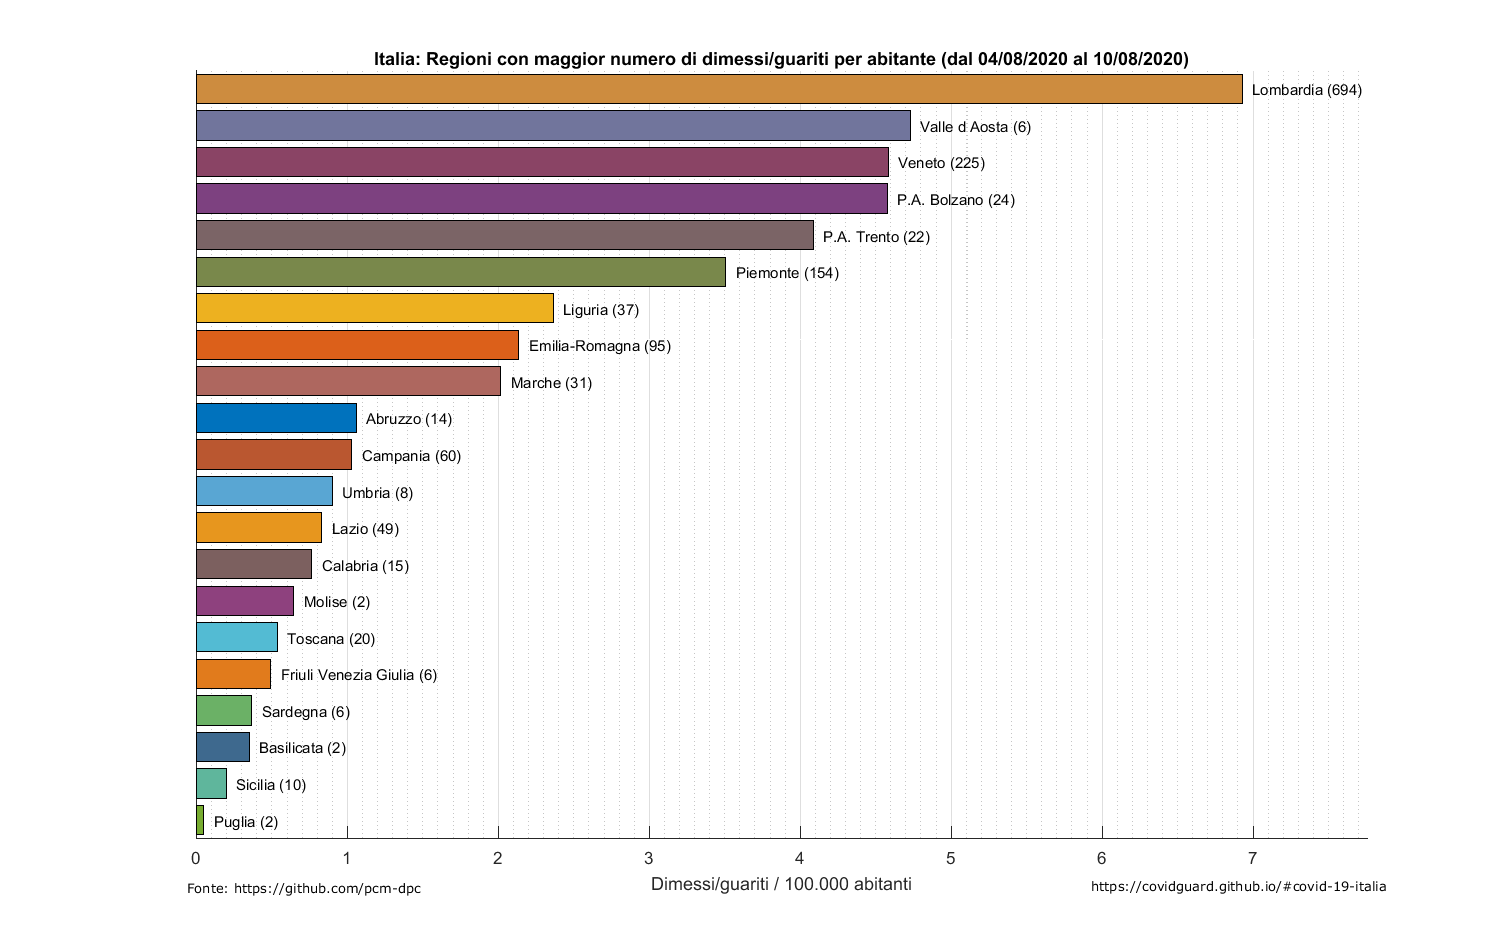 Italia: Regioni con maggior numero di dimessi/guariti per abitante (dal 04/08/2020 al 10/08/2020)
Lombardia (694)
Valle d Aosta (6)
Veneto (225)
P.A. Bolzano (24)
P.A. Trento (22)
Piemonte (154)
Liguria (37)
Emilia-Romagna (95)
Marche (31)
Abruzzo (14)
Campania (60)
Umbria (8)
Lazio (49)
Calabria (15)
Molise (2)
Toscana (20)
Friuli Venezia Giulia (6)
Sardegna (6)
Basilicata (2)
Sicilia (10)
Puglia (2)
0 1 2 3 4 5 6 7
Dimessi/guariti / 100.000 abitanti
Fonte: https://github.com/pcm-dpc
https://covidguard.github.io/#covid-19-italia